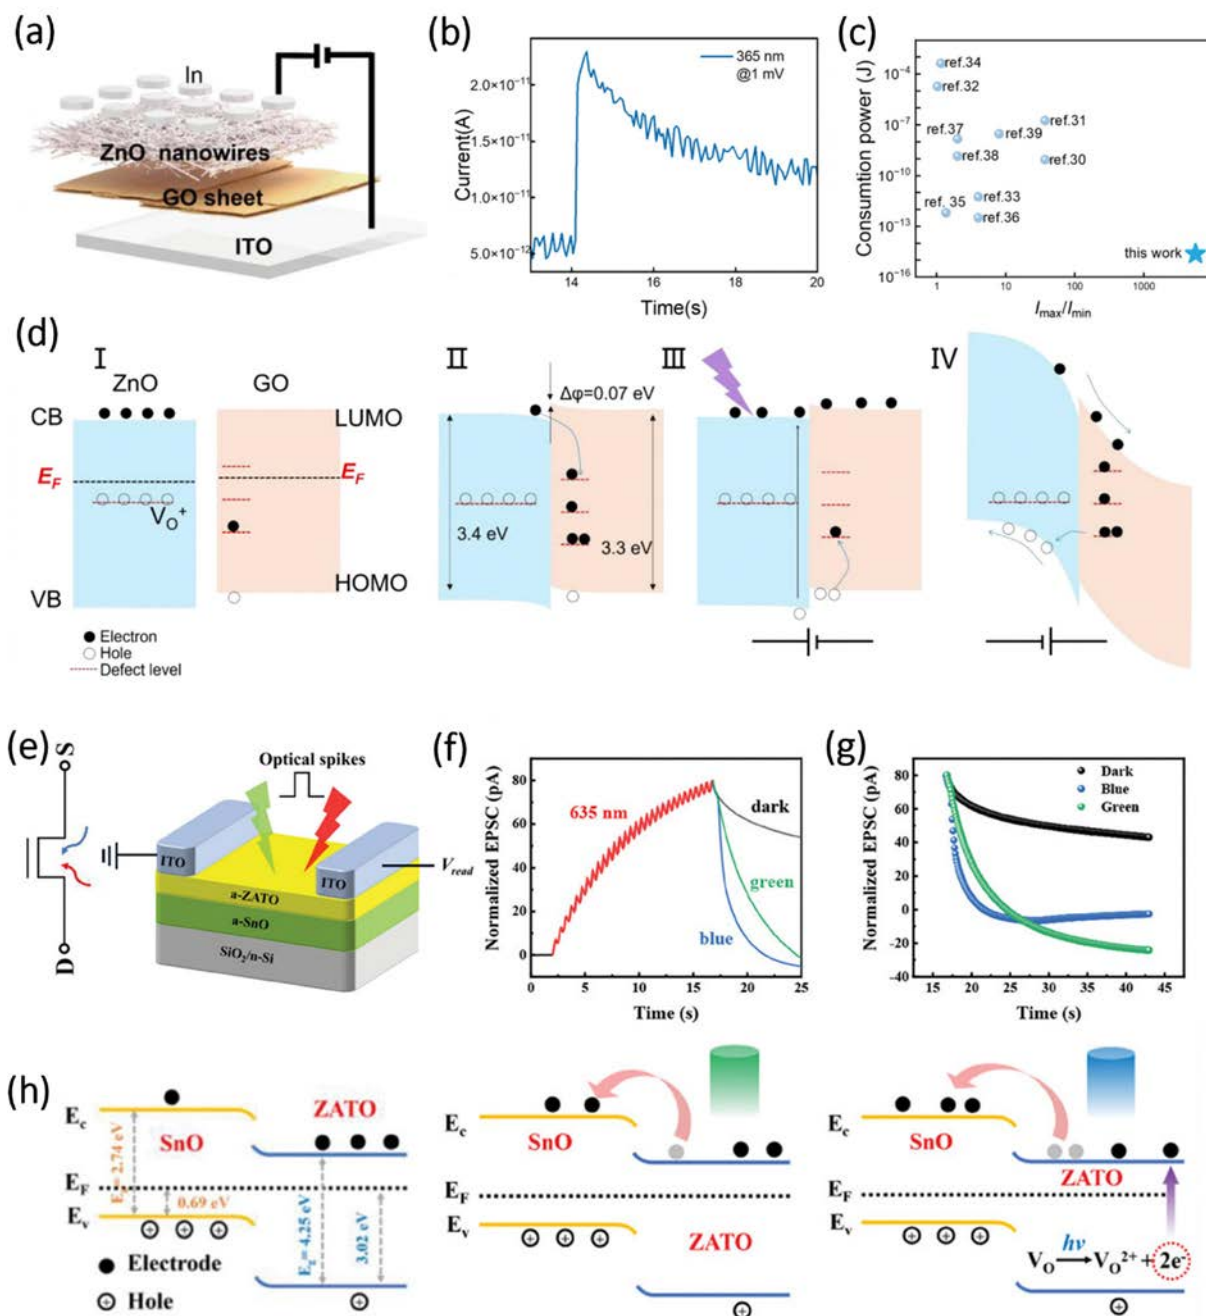 (a)
In
ZnO nanowires
GO sheet
ITO
(b)
365 nm
@1 mV
2.0×10⁻¹¹
1.5×10⁻¹¹
1.0×10⁻¹¹
5.0×10⁻¹²
Current(A)
14 16 18 20
Time(s)
(c)
Consumtion power (J)
10⁻⁴
10⁻⁷
10⁻¹⁰
10⁻¹³
10⁻¹⁶
ref.34
ref.32
ref.31
ref.37
ref.39
ref.38
ref.30
ref. 35
ref.33
ref.36
this work
1 10 100 1000
Imax/Imin
(d)
I
ZnO GO
CB
LUMO
EF
EF
VO+
HOMO
VB
Electron
Hole
Defect level
II
Δφ=0.07 eV
3.4 eV
3.3 eV
III
IV
(e)
S
D
Optical spikes
ITO
ITO
Vread
a-ZATO
a-SnO
SiO2/n-Si
(f)
Normalized EPSC (pA)
80
60
40
20
0
635 nm
dark
green
blue
0 5 10 15 20 25
Time (s)
(g)
Normalized EPSC (pA)
80
60
40
20
0
-20
-40
Dark
Blue
Green
15 20 25 30 35 40 45
Time (s)
(h)
Ec
SnO
ZATO
Eg= 2.74 eV
EF
0.69 eV
Ev
Eg= 4.25 eV
3.02 eV
Electrode
Hole
Ec
SnO
EF
Ev
ZATO
Ec
SnO
ZATO
EF
Ev
VO hν→ VO2+ + 2e-